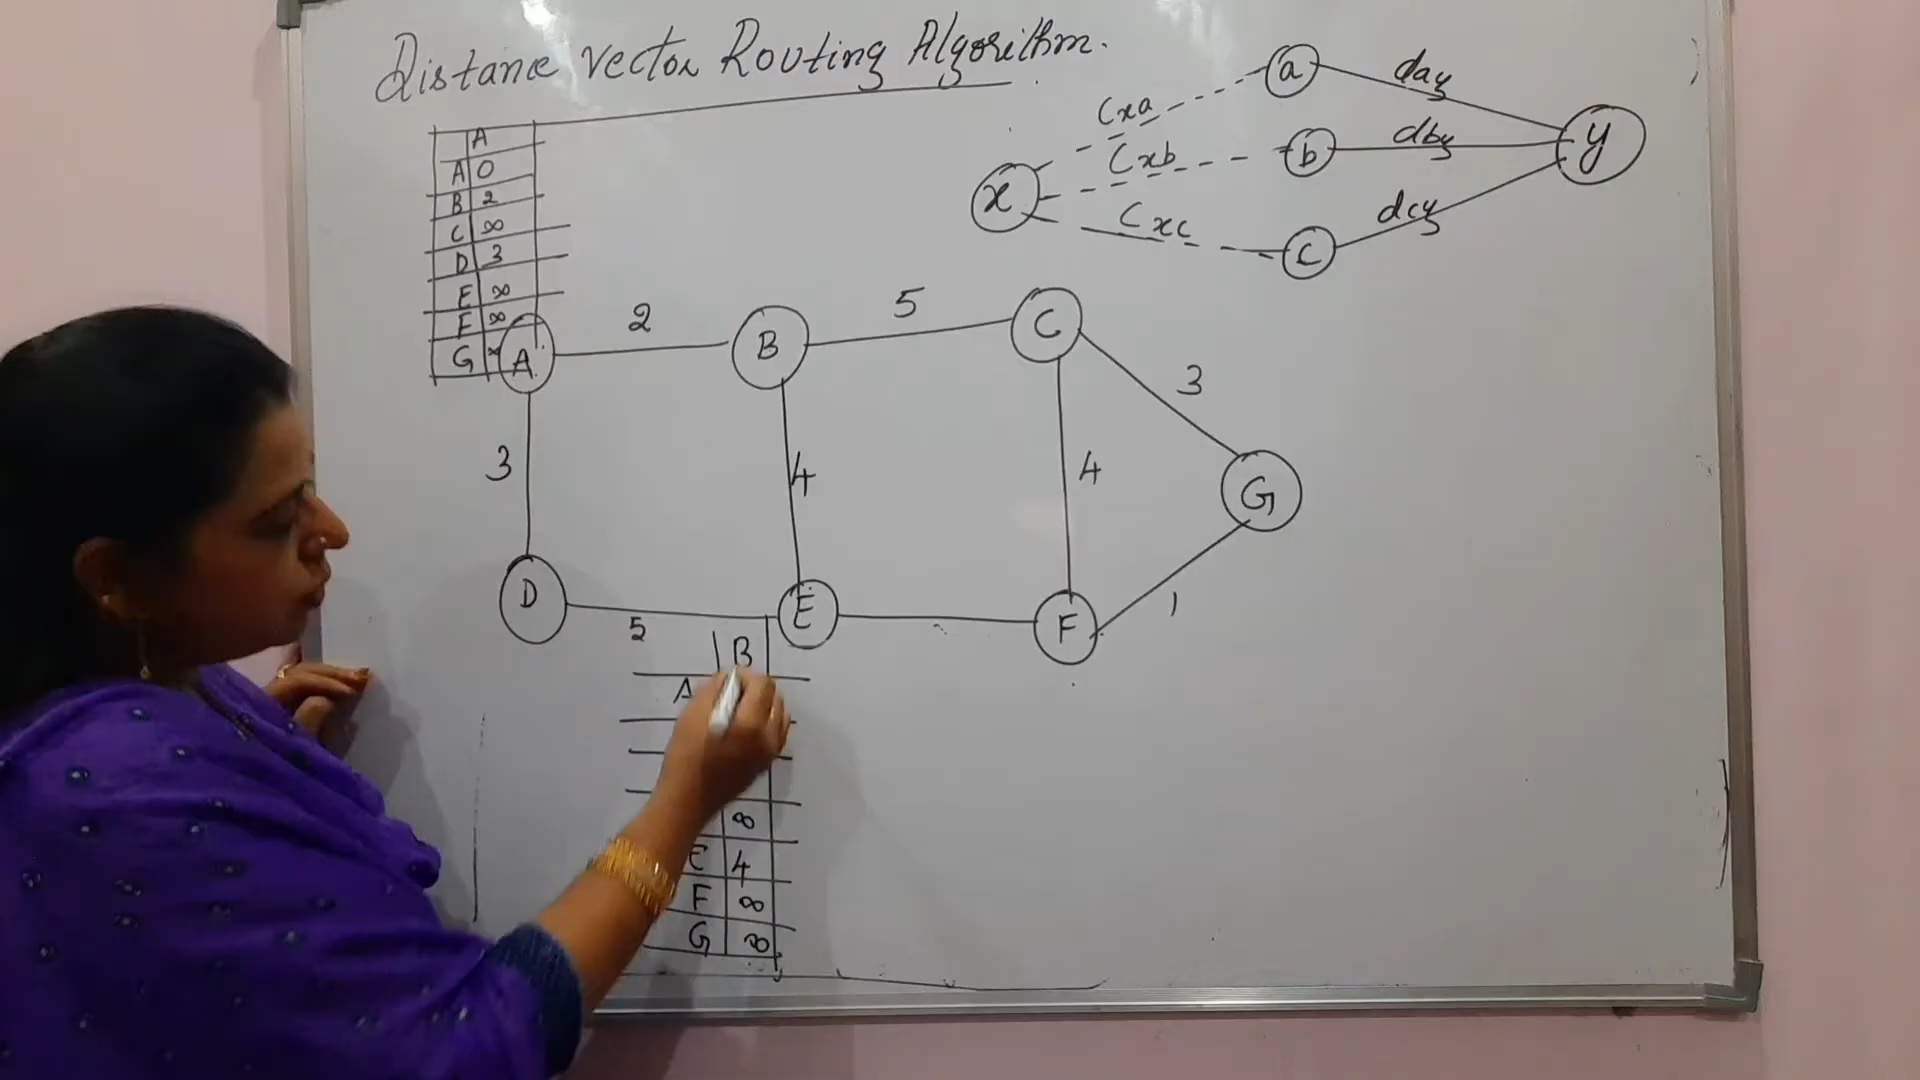 Distance Vector Routing Algorithm.
a
day
Cxa
b
dby
y
Cxb
x
Cxc
c
dcy
A
A 0
B 2
C ∞
D 3
E ∞
F ∞
G
A
2
B
5
C
3
3
4
4
G
D
5
E
F
1
B
A
∞
E 4
F ∞
G ∞